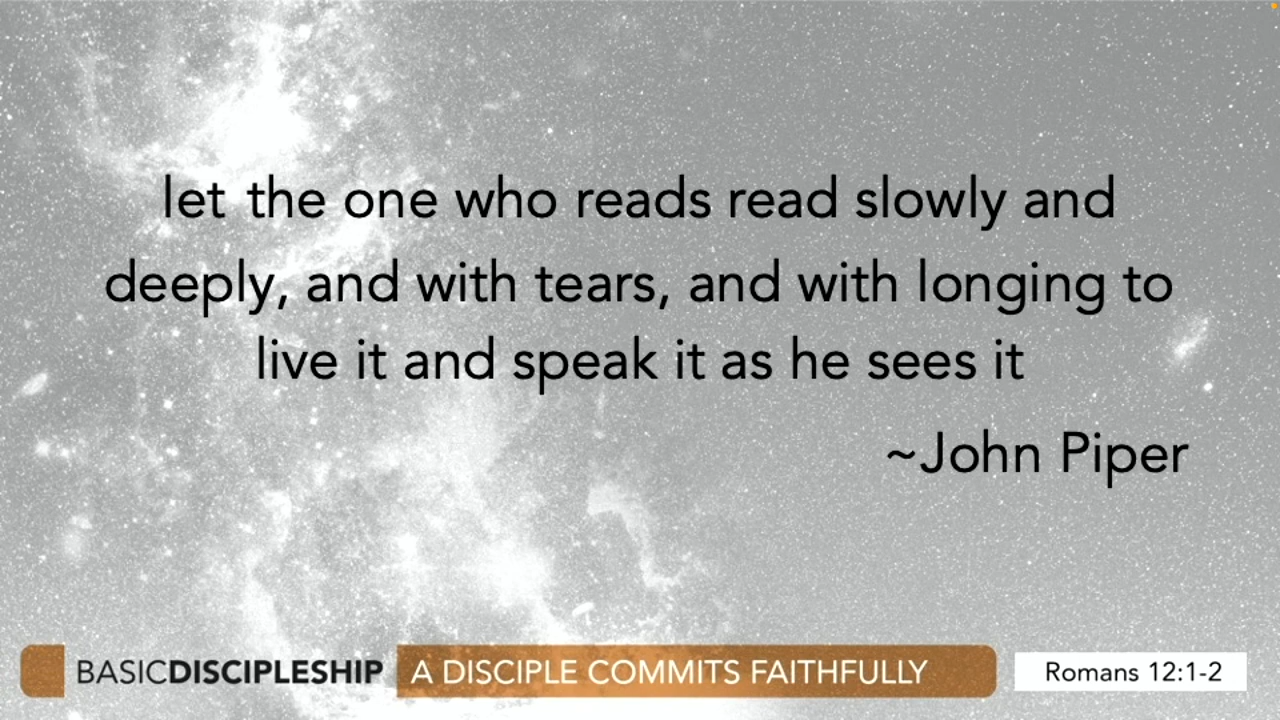 let the one who reads read slowly and
deeply, and with tears, and with longing to
live it and speak it as he sees it
~John Piper
BASICDISCIPLESHIP A DISCIPLE COMMITS FAITHFULLY Romans 12:1-2